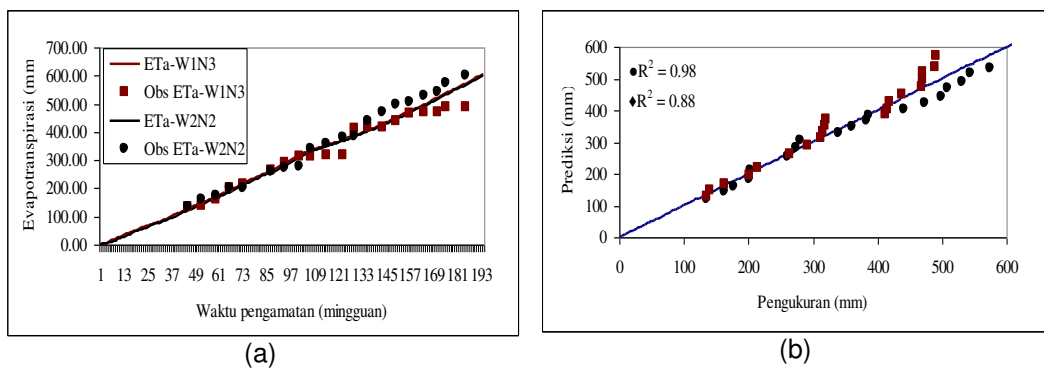 700.00
600.00
500.00
400.00
300.00
200.00
100.00
0.00
Evapotranspirasi (mm
ETa-W1N3
Obs ETa-W1N3
ETa-W2N2
Obs ETa-W2N2
1 13 25 37 49 61 73 85 97 109 121 133 145 157 169 181 193
Waktu pengamatan (mingguan)
(a)
600
500
400
300
200
100
0
Prediksi (mm)
R² = 0.98
R² = 0.88
0 100 200 300 400 500 600
Pengukuran (mm)
(b)